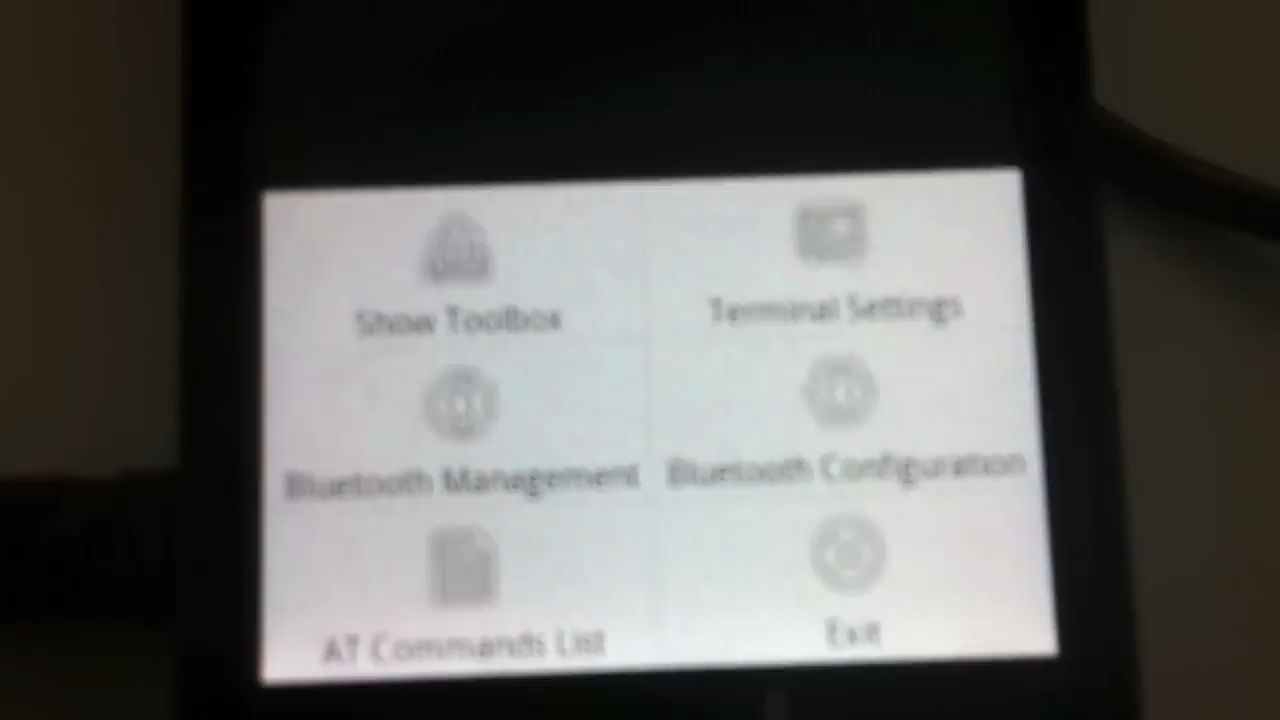 Show Toolbox
Terminal Settings
Bluetooth Management
Bluetooth Configuration
AT Commands List
Exit